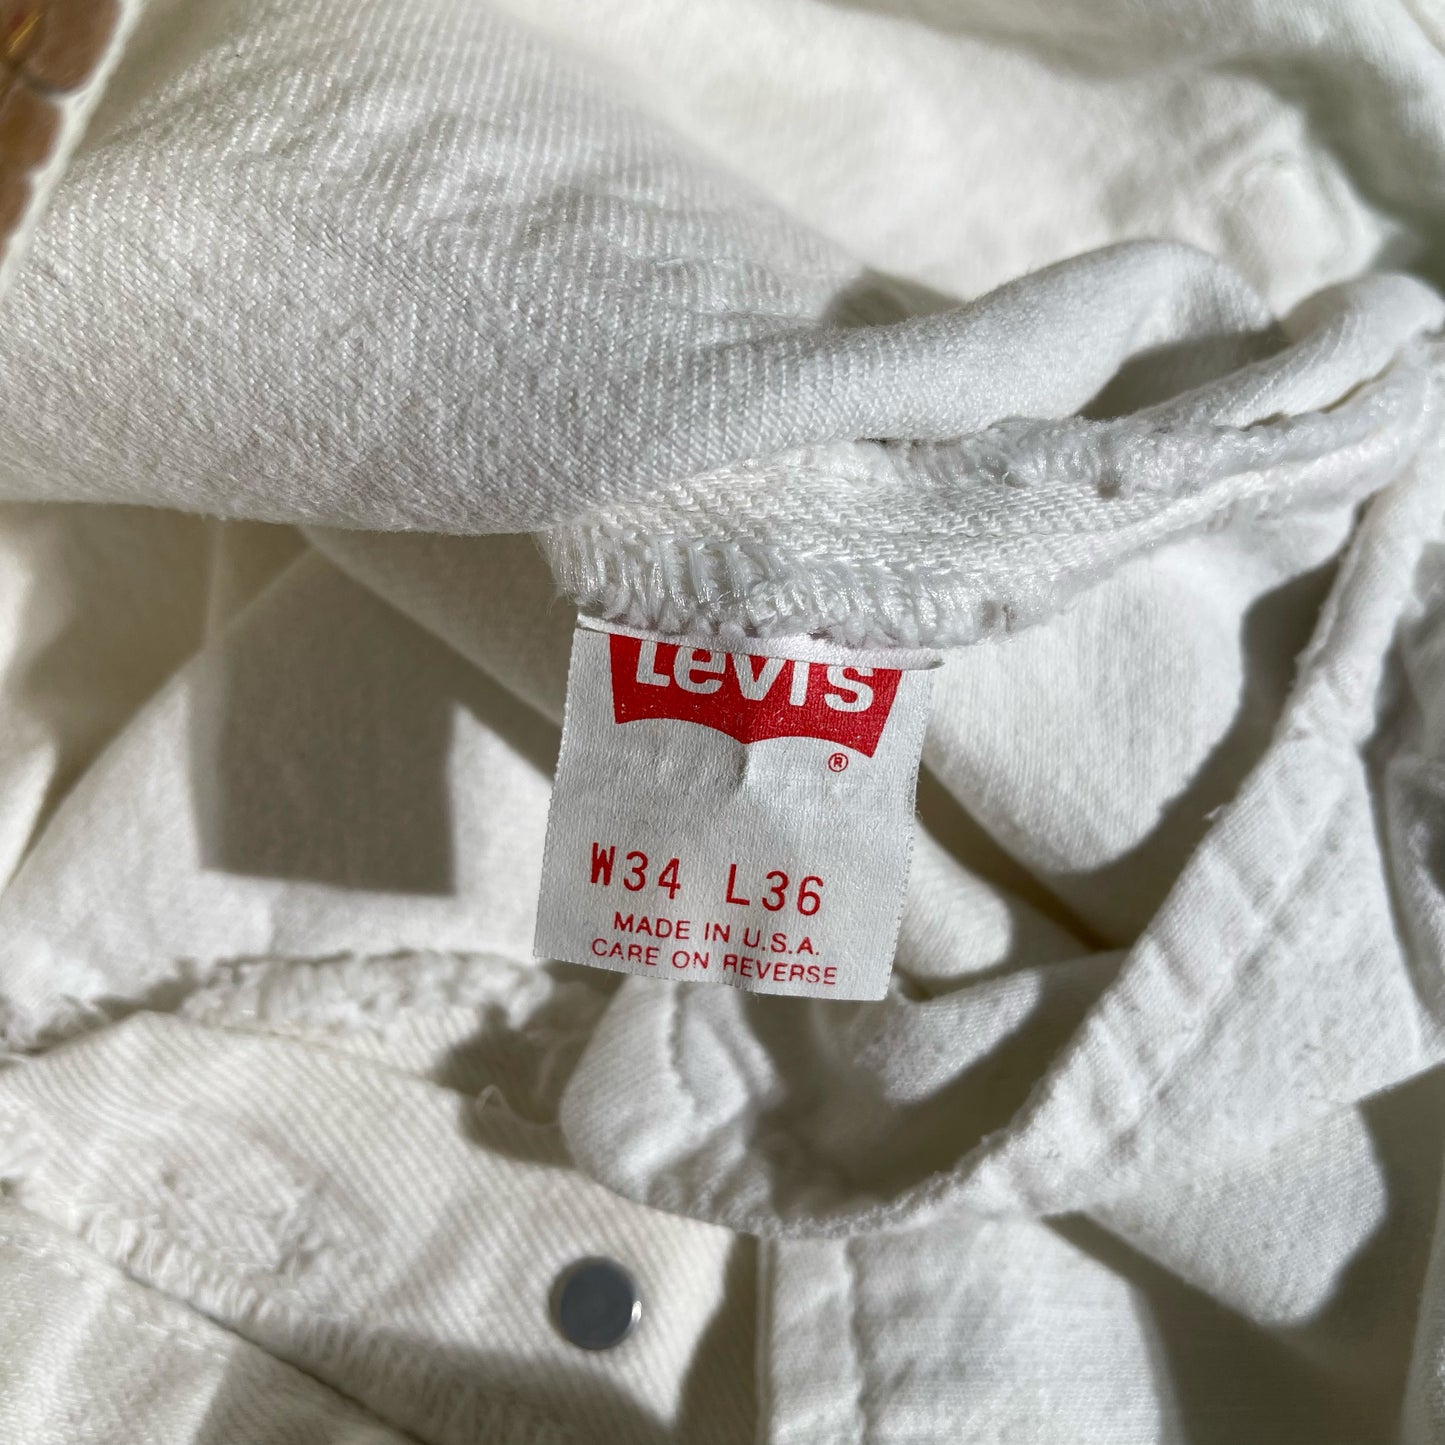 Levi's
®
W34 L36
MADE IN U.S.A.
CARE ON REVERSE